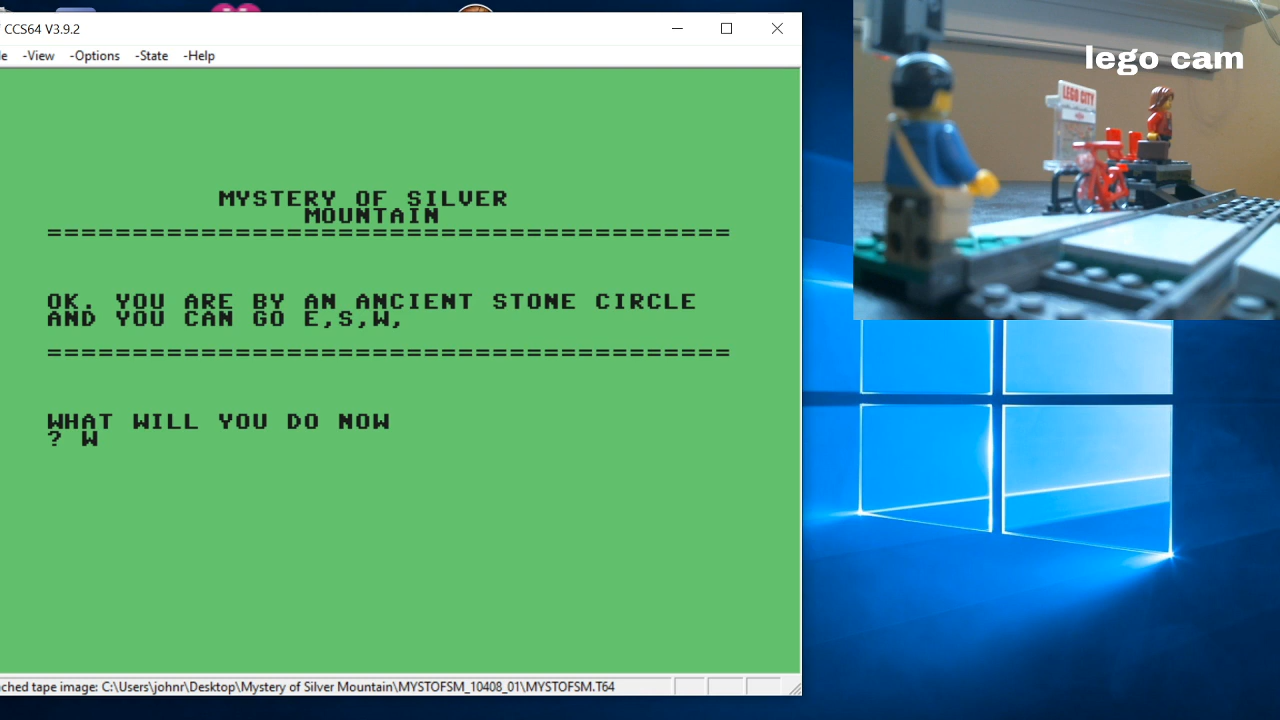 CCS64 V3.9.2
-View -Options -State -Help
MYSTERY OF SILVER
MOUNTAIN
========================================
OK. YOU ARE BY AN ANCIENT STONE CIRCLE
AND YOU CAN GO E,S,W,
========================================
WHAT WILL YOU DO NOW
? W
ched tape image: C:\Users\johnr\Desktop\Mystery of Silver Mountain\MYSTOFSM_10408_01\MYSTOFSM.T64
lego cam
LEGO CITY